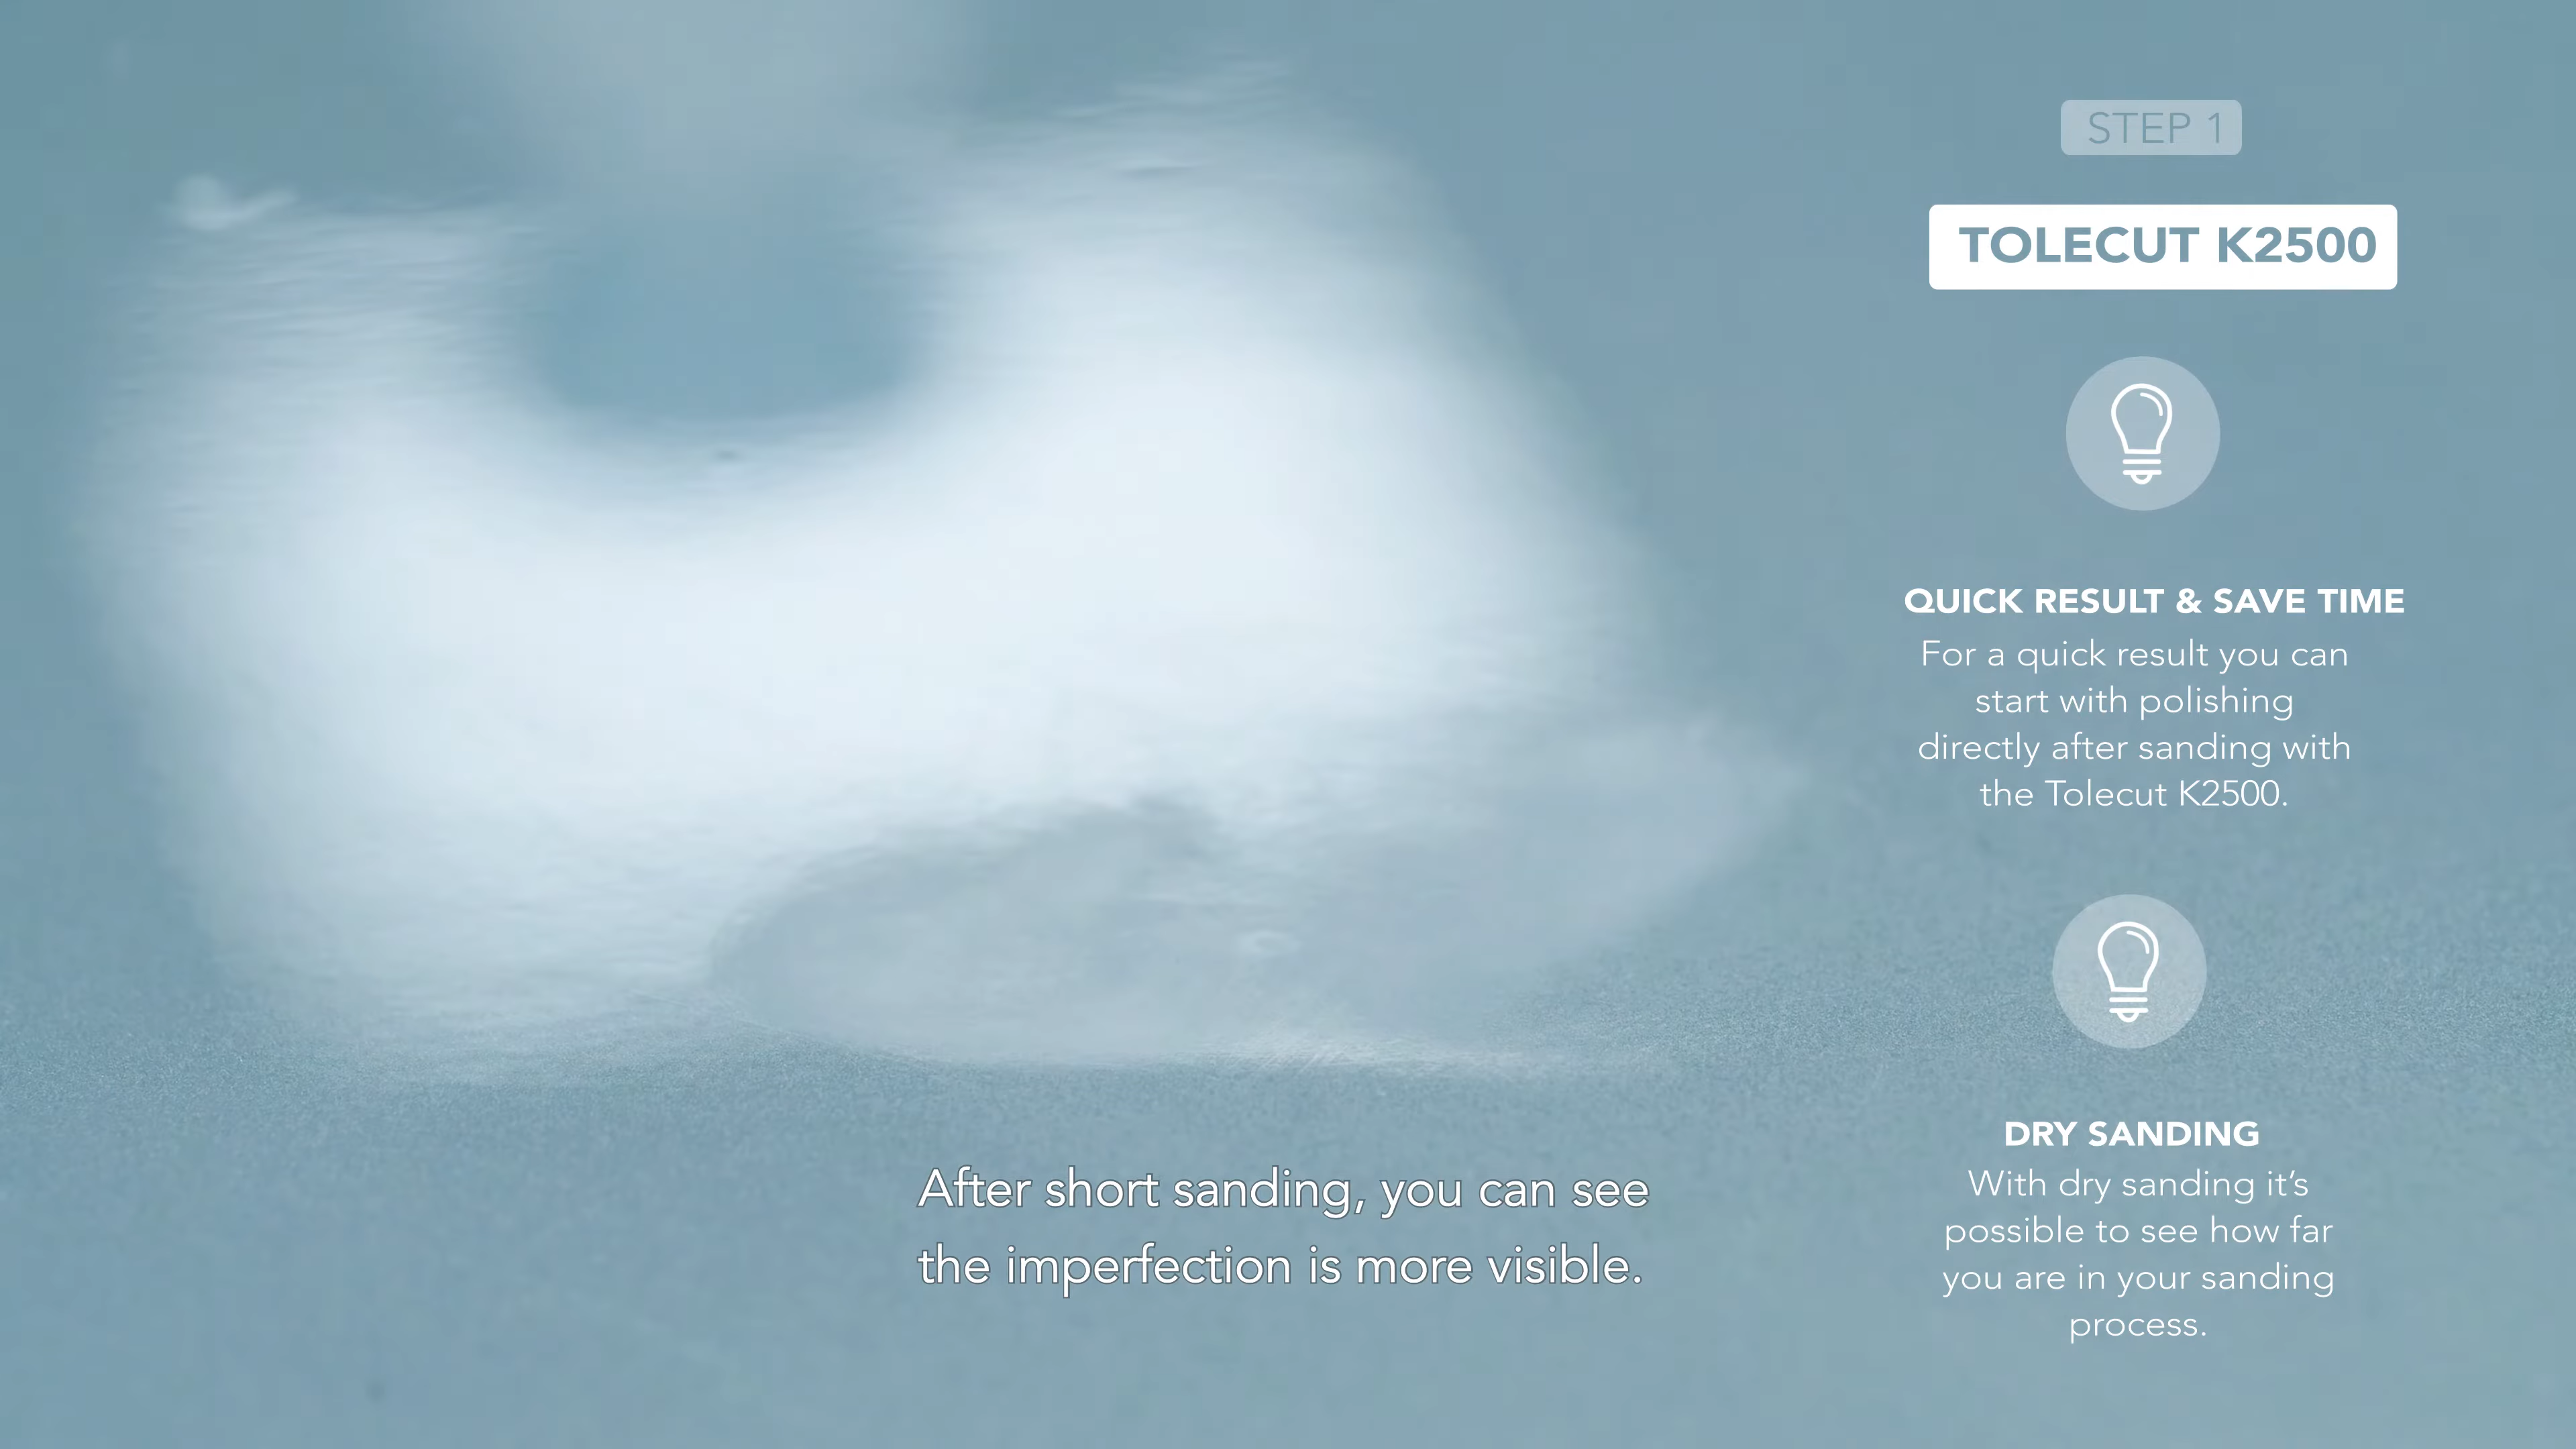 STEP 1
TOLECUT K2500
QUICK RESULT & SAVE TIME
For a quick result you can
start with polishing
directly after sanding with
the Tolecut K2500.
DRY SANDING
With dry sanding it’s
possible to see how far
you are in your sanding
process.
After short sanding, you can see
the imperfection is more visible.